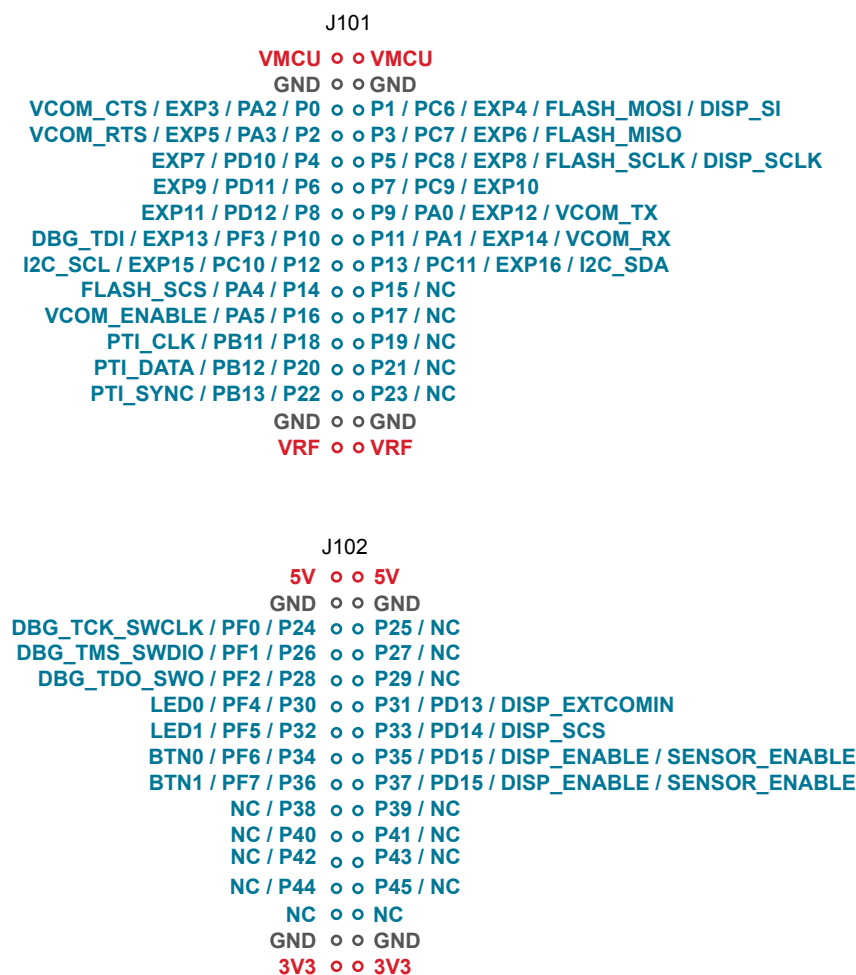 J101
VMCU VMCU
GND GND
VCOM_CTS / EXP3 / PA2 / P0 P1 / PC6 / EXP4 / FLASH_MOSI / DISP_SI
VCOM_RTS / EXP5 / PA3 / P2 P3 / PC7 / EXP6 / FLASH_MISO
EXP7 / PD10 / P4 P5 / PC8 / EXP8 / FLASH_SCLK / DISP_SCLK
EXP9 / PD11 / P6 P7 / PC9 / EXP10
EXP11 / PD12 / P8 P9 / PA0 / EXP12 / VCOM_TX
DBG_TDI / EXP13 / PF3 / P10 P11 / PA1 / EXP14 / VCOM_RX
I2C_SCL / EXP15 / PC10 / P12 P13 / PC11 / EXP16 / I2C_SDA
FLASH_SCS / PA4 / P14 P15 / NC
VCOM_ENABLE / PA5 / P16 P17 / NC
PTI_CLK / PB11 / P18 P19 / NC
PTI_DATA / PB12 / P20 P21 / NC
PTI_SYNC / PB13 / P22 P23 / NC
GND GND
VRF VRF
J102
5V 5V
GND GND
DBG_TCK_SWCLK / PF0 / P24 P25 / NC
DBG_TMS_SWDIO / PF1 / P26 P27 / NC
DBG_TDO_SWO / PF2 / P28 P29 / NC
LED0 / PF4 / P30 P31 / PD13 / DISP_EXTCOMIN
LED1 / PF5 / P32 P33 / PD14 / DISP_SCS
BTN0 / PF6 / P34 P35 / PD15 / DISP_ENABLE / SENSOR_ENABLE
BTN1 / PF7 / P36 P37 / PD15 / DISP_ENABLE / SENSOR_ENABLE
NC / P38 P39 / NC
NC / P40 P41 / NC
NC / P42 P43 / NC
NC / P44 P45 / NC
NC NC
GND GND
3V3 3V3